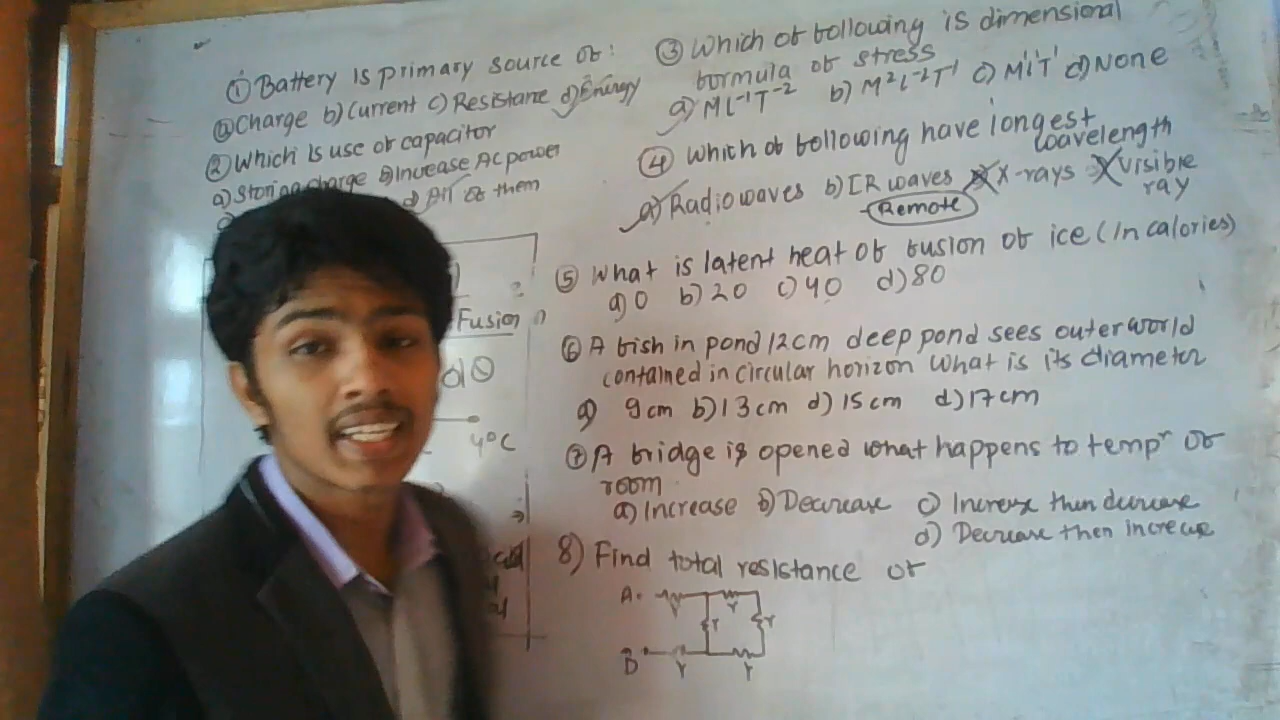 ① Battery is primary source of:
a) Charge b) Current c) Resistance d) Energy
② Which is use of capacitor
a) Storing charge b) Increase AC power
d) All of them
Fusion
4°C
③ Which of following is dimensional
formula of stress
a) ML⁻¹T⁻² b) M²L⁻²T¹ c) M¹L¹T¹ d) None
④ Which of following have longest
wavelength
a) Radiowaves b) IR waves X-rays visible
ray
Remote
⑤ What is latent heat of fusion of ice (In calories)
a) 0 b) 20 c) 40 d) 80
⑥ A fish in pond 12cm deep pond sees outer world
contained in circular horizon what is its diameter
a) 9cm b) 13cm d) 15cm d) 17cm
⑦ A fridge is opened what happens to tempʳ of
room
a) Increase b) Decrease c) Increase then decrease
d) Decrease then increase
8) Find total resistance of
A r r
r r
B r r